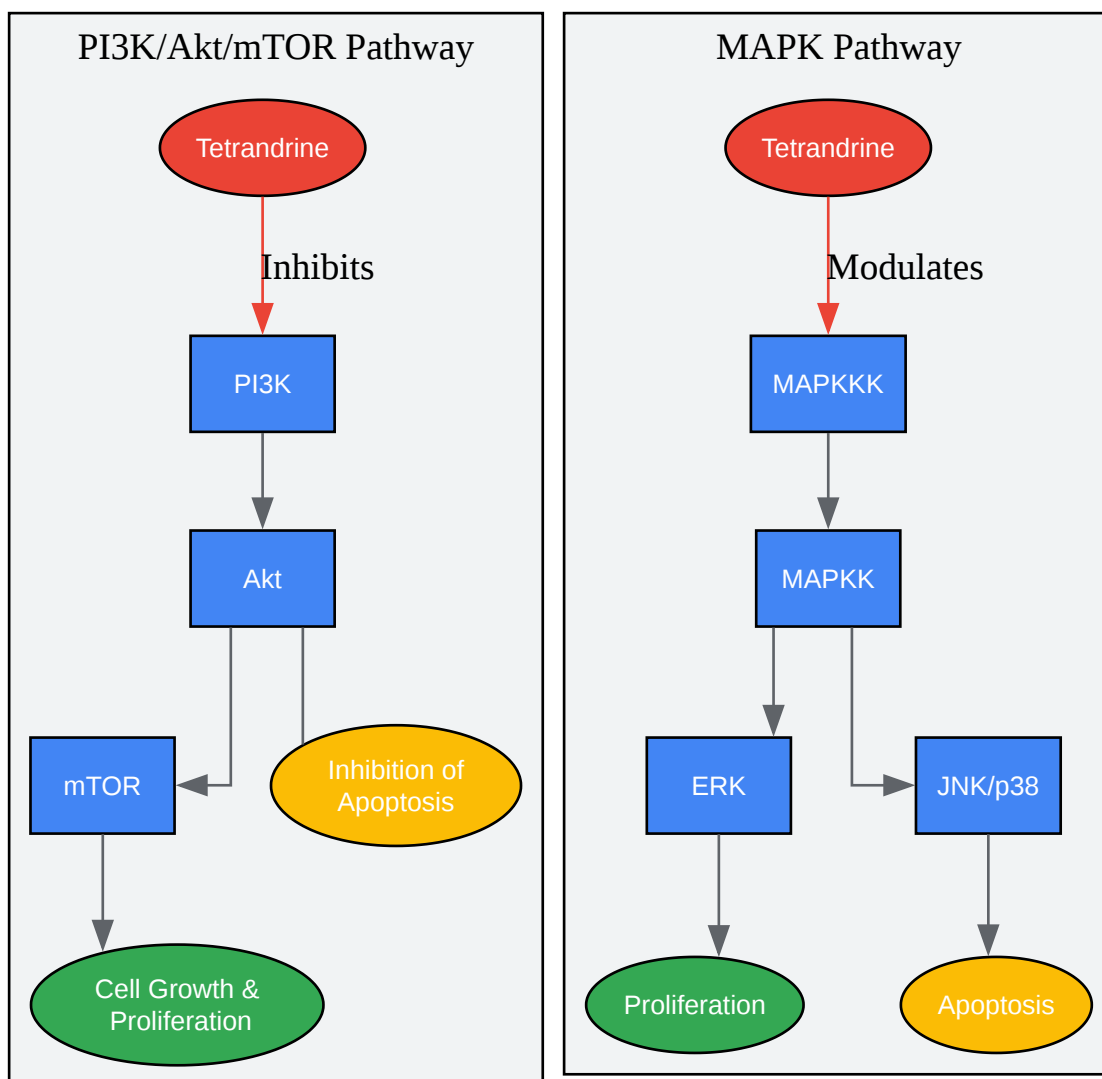 PI3K/Akt/mTOR Pathway
Tetrandrine
Inhibits
PI3K
Akt
mTOR
Inhibition of
Apoptosis
Cell Growth &
Proliferation
MAPK Pathway
Tetrandrine
Modulates
MAPKKK
MAPKK
ERK
JNK/p38
Proliferation
Apoptosis